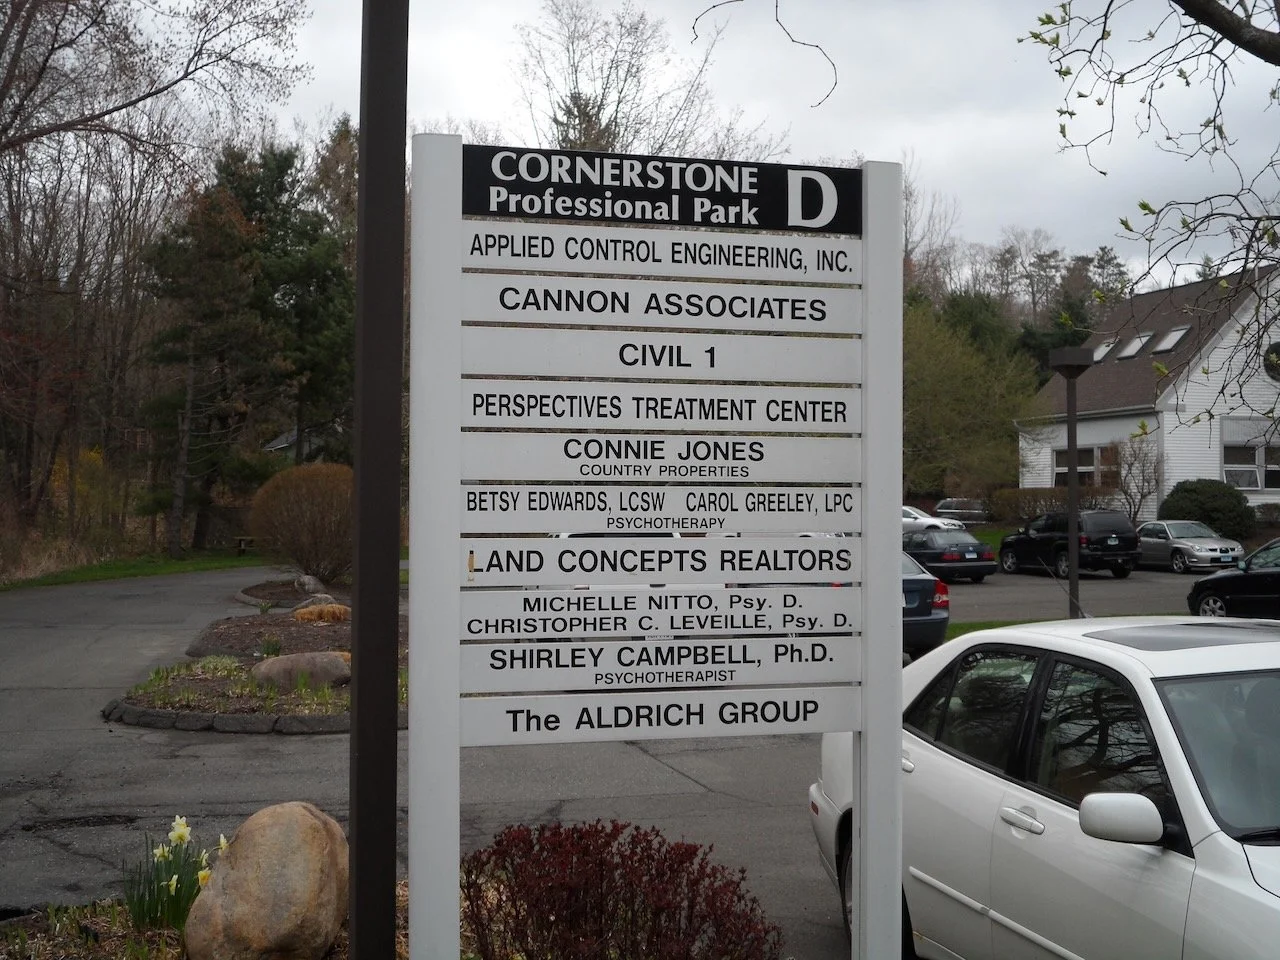 CORNERSTONE
Professional Park D
APPLIED CONTROL ENGINEERING, INC.
CANNON ASSOCIATES
CIVIL 1
PERSPECTIVES TREATMENT CENTER
CONNIE JONES
COUNTRY PROPERTIES
BETSY EDWARDS, LCSW CAROL GREELEY, LPC
PSYCHOTHERAPY
LAND CONCEPTS REALTORS
MICHELLE NITTO, Psy. D.
CHRISTOPHER C. LEVEILLE, Psy. D.
SHIRLEY CAMPBELL, Ph.D.
PSYCHOTHERAPIST
The ALDRICH GROUP